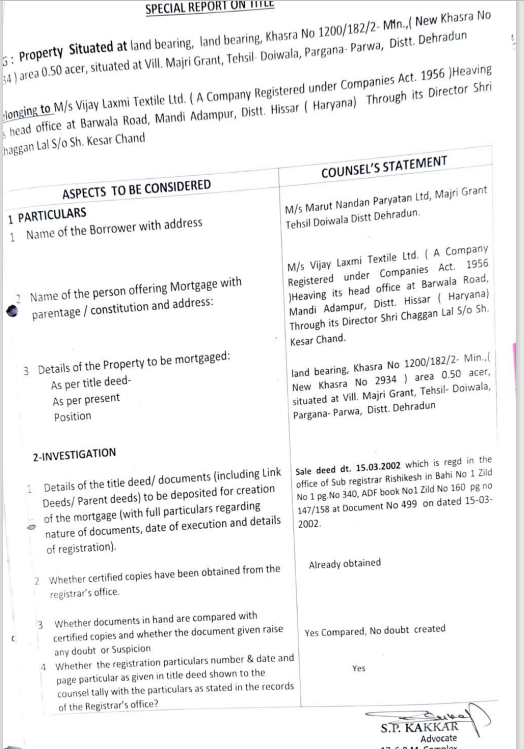 SPECIAL REPORT ON TITLE
: Property Situated at land bearing, land bearing, Khasra No 1200/182/2- Min.,( New Khasra No
34 ) area 0.50 acer, situated at Vill. Majri Grant, Tehsil- Doiwala, Pargana- Parwa, Distt. Dehradun
longing to M/s Vijay Laxmi Textile Ltd. ( A Company Registered under Companies Act. 1956 )Heaving
s head office at Barwala Road, Mandi Adampur, Distt. Hissar ( Haryana) Through its Director Shri
haggan Lal S/o Sh. Kesar Chand
ASPECTS TO BE CONSIDERED
COUNSEL'S STATEMENT
1 PARTICULARS
1 Name of the Borrower with address
M/s Marut Nandan Paryatan Ltd, Majri Grant
Tehsil Doiwala Distt Dehradun.
2 Name of the person offering Mortgage with
parentage / constitution and address:
M/s Vijay Laxmi Textile Ltd. ( A Company
Registered under Companies Act. 1956
)Heaving its head office at Barwala Road,
Mandi Adampur, Distt. Hissar ( Haryana)
Through its Director Shri Chaggan Lal S/o Sh.
Kesar Chand.
3 Details of the Property to be mortgaged:
As per title deed-
As per present
Position
land bearing, Khasra No 1200/182/2- Min.,(
New Khasra No 2934 ) area 0.50 acer,
situated at Vill. Majri Grant, Tehsil- Doiwala,
Pargana- Parwa, Distt. Dehradun
2-INVESTIGATION
1 Details of the title deed/ documents (including Link
Deeds/ Parent deeds) to be deposited for creation
of the mortgage (with full particulars regarding
nature of documents, date of execution and details
of registration).
Sale deed dt. 15.03.2002 which is regd in the
office of Sub registrar Rishikesh in Bahi No 1 Zild
No 1 pg.No 340, ADF book No1 Zild No 160 pg no
147/158 at Document No 499 on dated 15-03-
2002.
2 Whether certified copies have been obtained from the
registrar's office.
Already obtained
3 Whether documents in hand are compared with
certified copies and whether the document given raise
any doubt or Suspicion
Yes Compared, No doubt created
4 Whether the registration particulars number & date and
page particular as given in title deed shown to the
counsel tally with the particulars as stated in the records
of the Registrar's office?
Yes
S.P. KAKKAR
Advocate